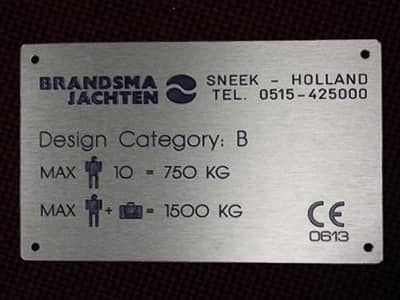 BRANDSMA JACHTEN SNEEK - HOLLAND
TEL. 0515-425000
Design Category: B
MAX 10 = 750 KG
MAX + = 1500 KG
CE
0613